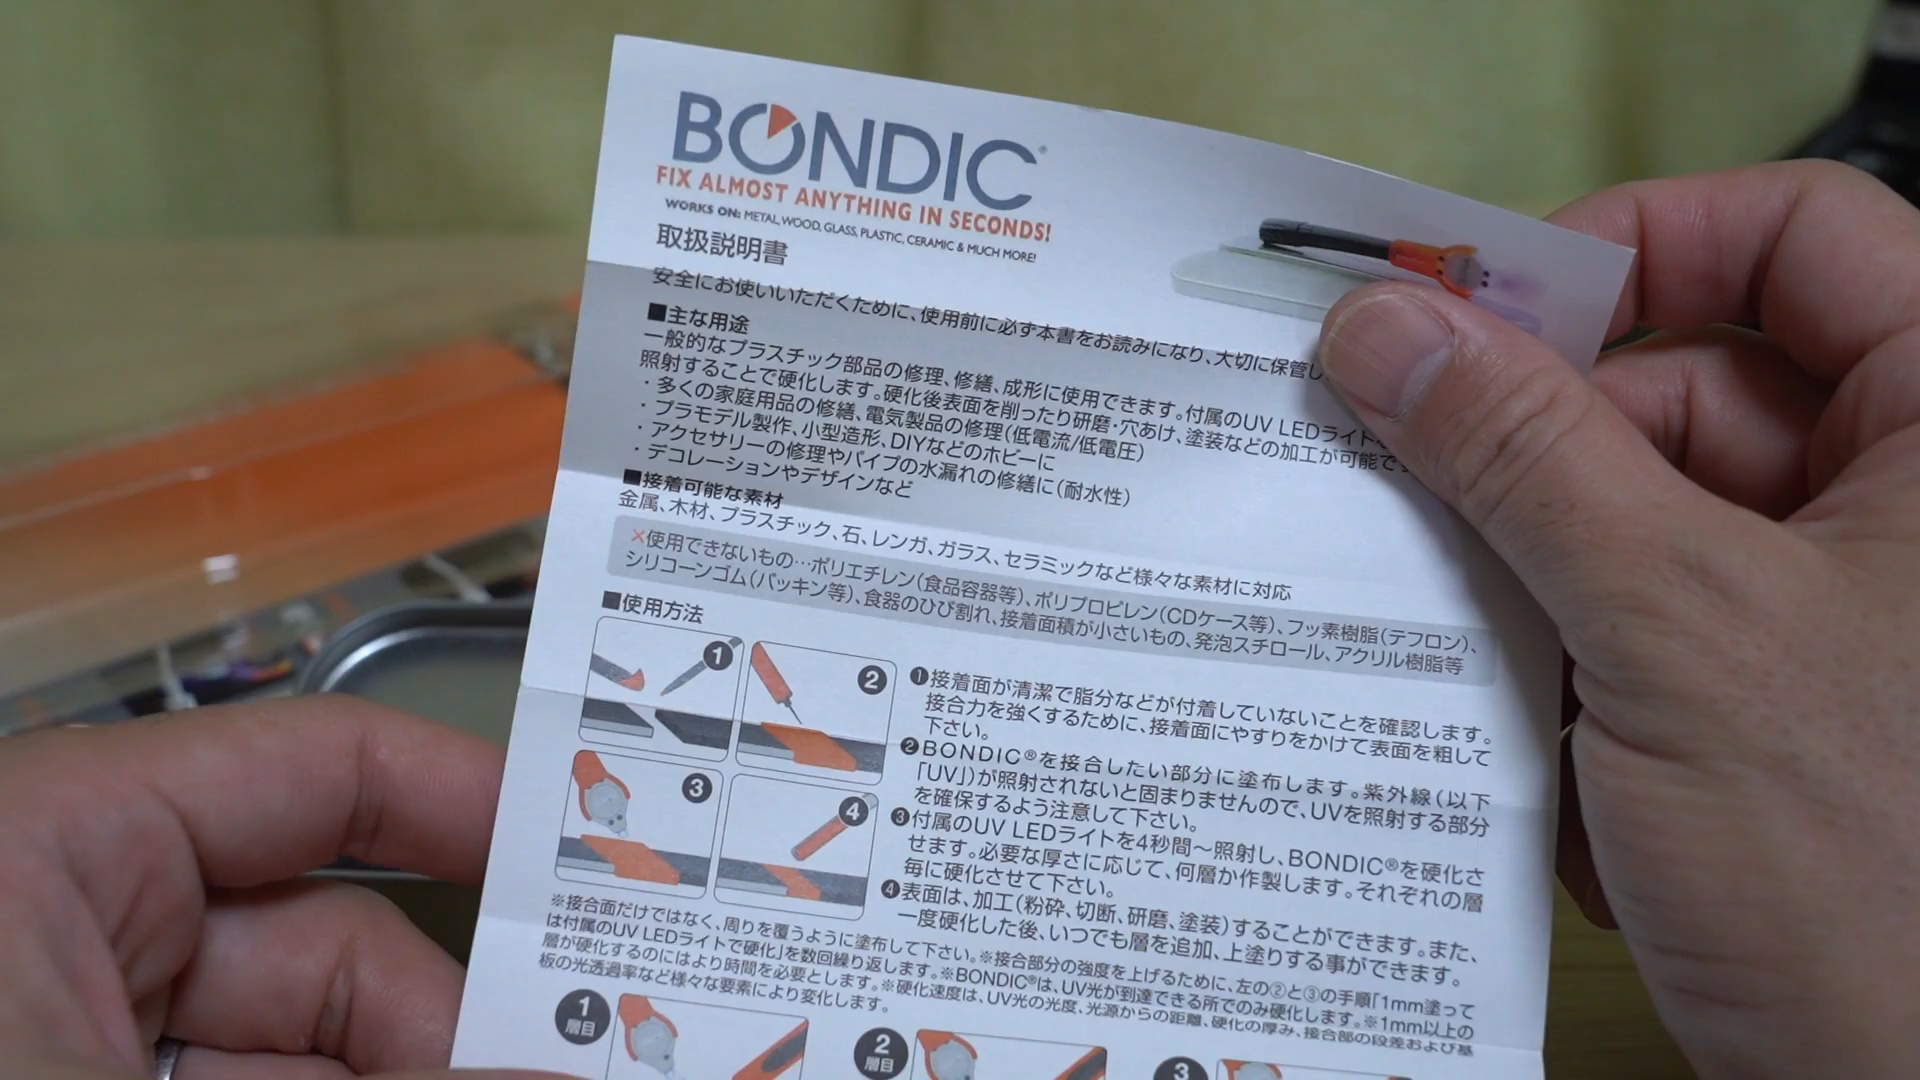 BONDIC®
FIX ALMOST ANYTHING IN SECONDS!
WORKS ON: METAL, WOOD, GLASS, PLASTIC, CERAMIC & MUCH MORE!
取扱説明書
安全にお使いいただくために、使用前に必ず本書をお読みになり、大切に保管し
■主な用途
一般的なプラスチック部品の修理、修繕、成形に使用できます。付属のUV LEDライト
照射することで硬化します。硬化後表面を削ったり研磨・穴あけ、塗装などの加工が可能で
・多くの家庭用品の修繕、電気製品の修理(低電流/低電圧)
・プラモデル製作、小型造形、DIYなどのホビーに
・アクセサリーの修理やパイプの水漏れの修繕に(耐水性)
・デコレーションやデザインなど
■接着可能な素材
金属、木材、プラスチック、石、レンガ、ガラス、セラミックなど様々な素材に対応
×使用できないもの…ポリエチレン(食品容器等)、ポリプロピレン(CDケース等)、フッ素樹脂(テフロン)、
シリコーンゴム(パッキン等)、食器のひび割れ、接着面積が小さいもの、発泡スチロール、アクリル樹脂等
■使用方法
1
2
3
4
❶接着面が清潔で脂分などが付着していないことを確認します。
接合力を強くするために、接着面にやすりをかけて表面を粗して
下さい。
❷BONDIC®を接合したい部分に塗布します。紫外線(以下
「UV」)が照射されないと固まりませんので、UVを照射する部分
を確保するよう注意して下さい。
❸付属のUV LEDライトを4秒間～照射し、BONDIC®を硬化さ
せます。必要な厚さに応じて、何層か作製します。それぞれの層
毎に硬化させて下さい。
❹表面は、加工(粉砕、切断、研磨、塗装)することができます。また、
一度硬化した後、いつでも層を追加、上塗りする事ができます。
※接合面だけではなく、周りを覆うように塗布して下さい。※接合部分の強度を上げるために、左の②と③の手順「1mm塗って
は付属のUV LEDライトで硬化」を数回繰り返します。※BONDIC®は、UV光が到達できる所でのみ硬化します。※1mm以上の
層が硬化するのにはより時間を必要とします。※硬化速度は、UV光の光度、光源からの距離、硬化の厚み、接合部の段差および基
板の光透過率など様々な要素により変化します。
1
層目
2
層目
3